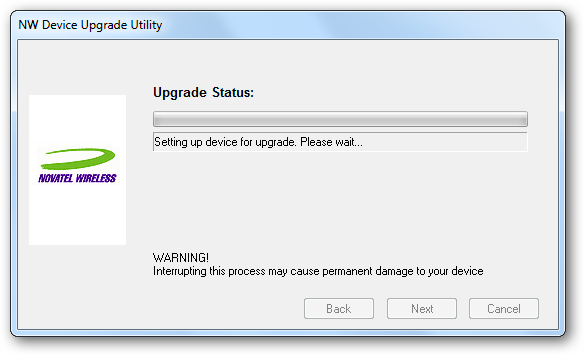 NW Device Upgrade Utility
Upgrade Status:
Setting up device for upgrade. Please wait...
NOVATEL WIRELESS
WARNING!
Interrupting this process may cause permanent damage to your device
Back
Next
Cancel